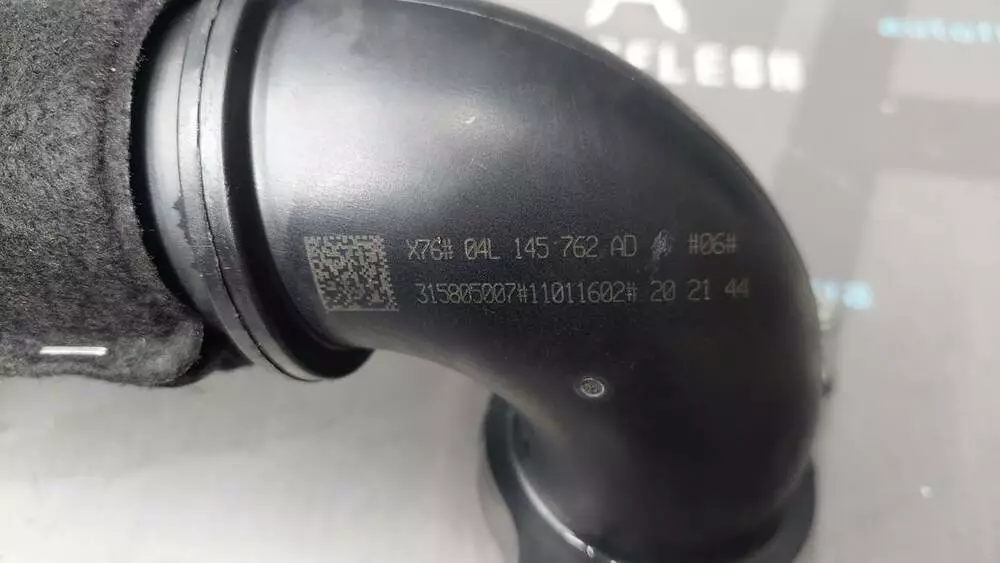 X76# 04L 145 762 AD #06#
315805007#11011602# 20 21 44